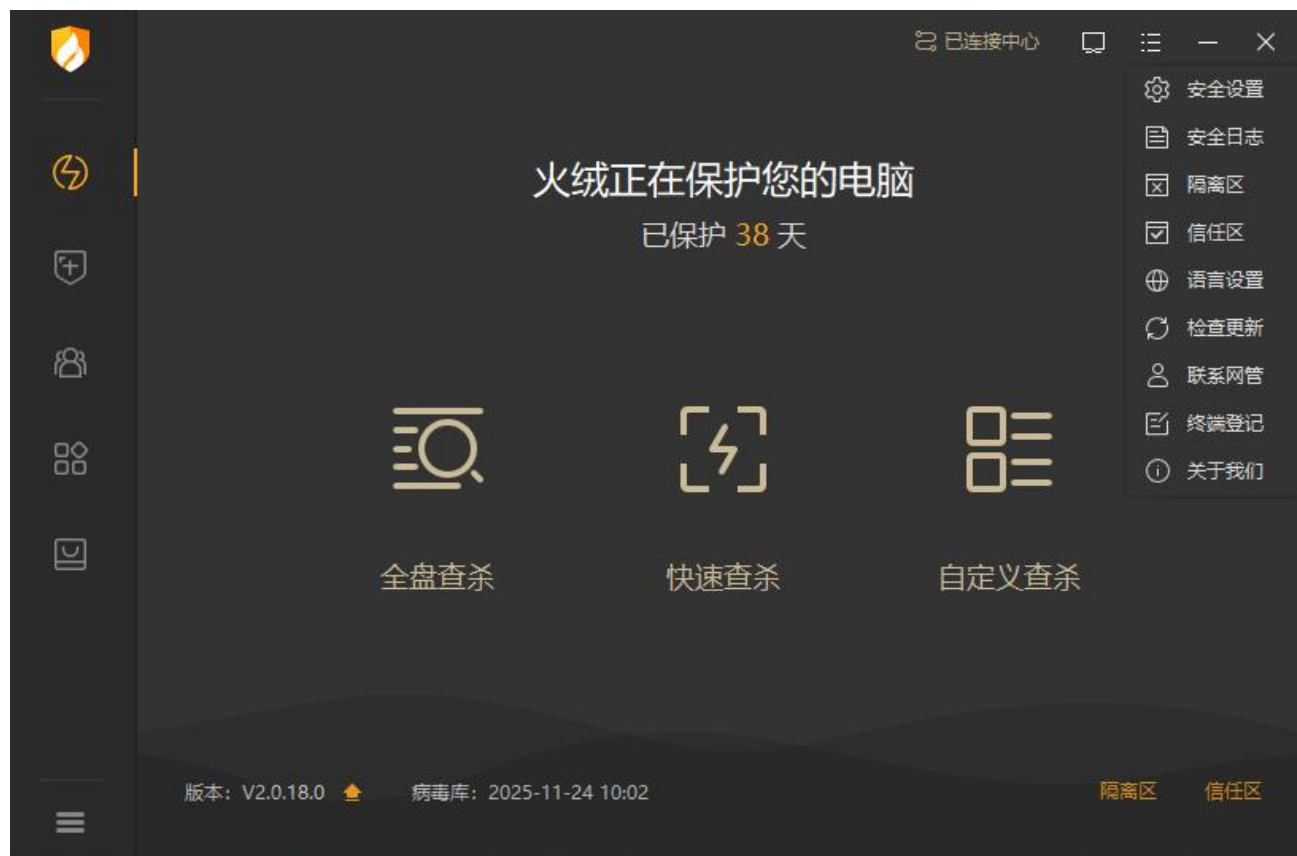 已连接中心
安全设置
安全日志
隔离区
信任区
语言设置
检查更新
联系网管
终端登记
关于我们
火绒正在保护您的电脑
已保护 38 天
全盘查杀 快速查杀 自定义查杀
版本：V2.0.18.0 病毒库：2025-11-24 10:02 隔离区 信任区